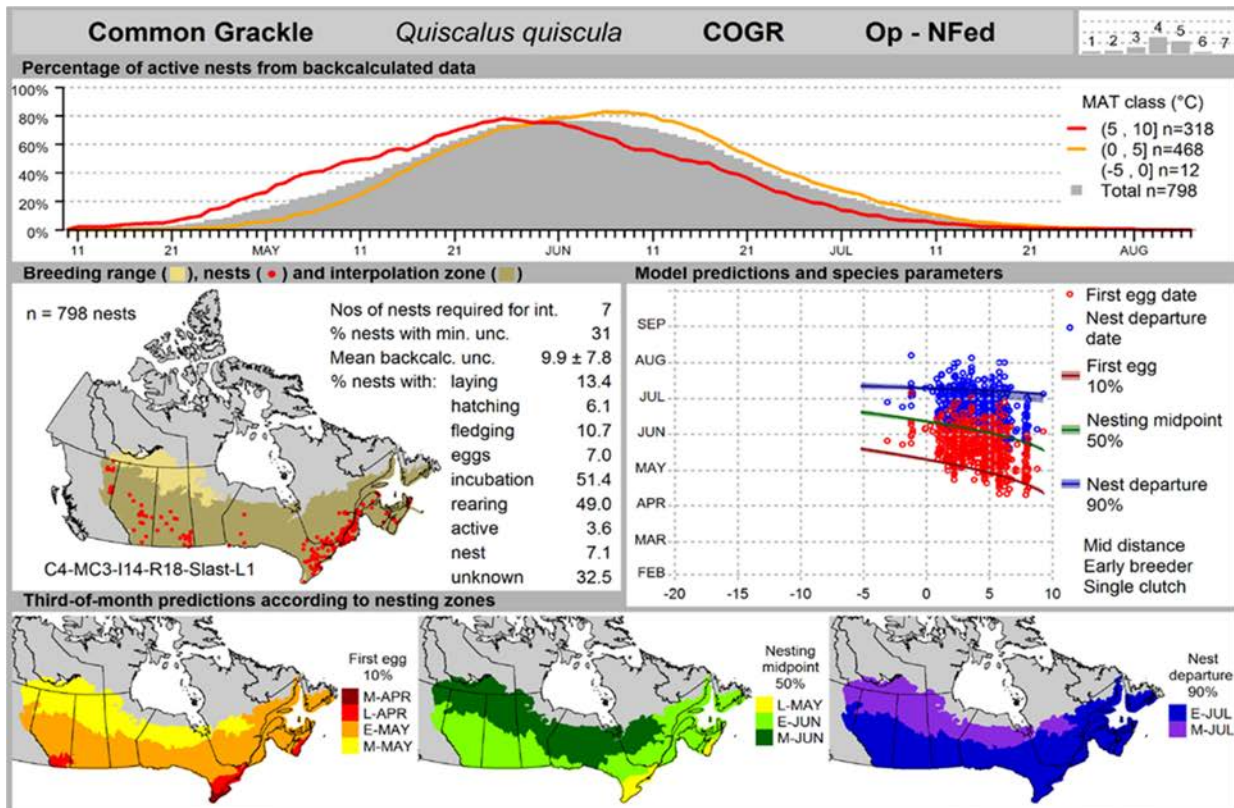 Common Grackle Quiscalus quiscula COGR Op - NFed
1 2 3 4 5 6 7
Percentage of active nests from backcalculated data
100%
80%
60%
40%
20%
0%
11 21 MAY 11 21 JUN 11 21 JUL 11 21 AUG
MAT class (°C)
(5 , 10] n=318
(0 , 5] n=468
(-5 , 0] n=12
Total n=798
Breeding range ( ), nests ( ) and interpolation zone ( )
n = 798 nests
Nos of nests required for int. 7
% nests with min. unc. 31
Mean backcalc. unc. 9.9 ± 7.8
% nests with: laying 13.4
hatching 6.1
fledging 10.7
eggs 7.0
incubation 51.4
rearing 49.0
active 3.6
nest 7.1
unknown 32.5
C4-MC3-I14-R18-Slast-L1
Model predictions and species parameters
SEP
AUG
JUL
JUN
MAY
APR
MAR
FEB
-20 -15 -10 -5 0 5 10
First egg date
Nest departure
date
First egg
10%
Nesting midpoint
50%
Nest departure
90%
Mid distance
Early breeder
Single clutch
Third-of-month predictions according to nesting zones
First egg
10%
M-APR
L-APR
E-MAY
M-MAY
Nesting
midpoint
50%
L-MAY
E-JUN
M-JUN
Nest
departure
90%
E-JUL
M-JUL